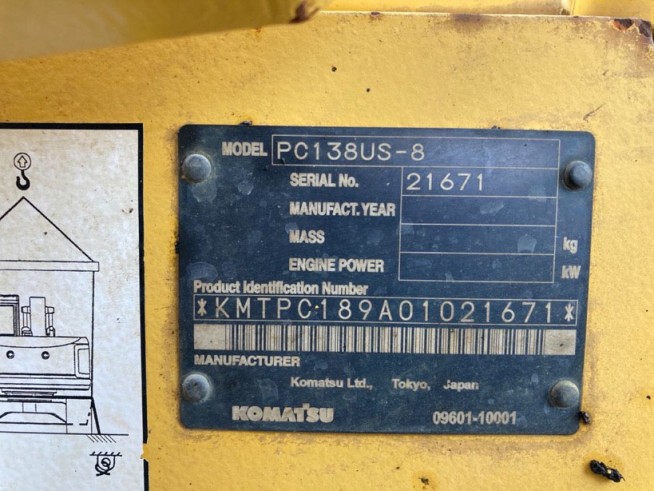 MODEL PC138US-8
SERIAL No. 21671
MANUFACT.YEAR
MASS kg
ENGINE POWER kW
Product Identification Number
*KMTPC189A01021671*
MANUFACTURER
Komatsu Ltd., Tokyo, Japan
KOMATSU 09601-10001